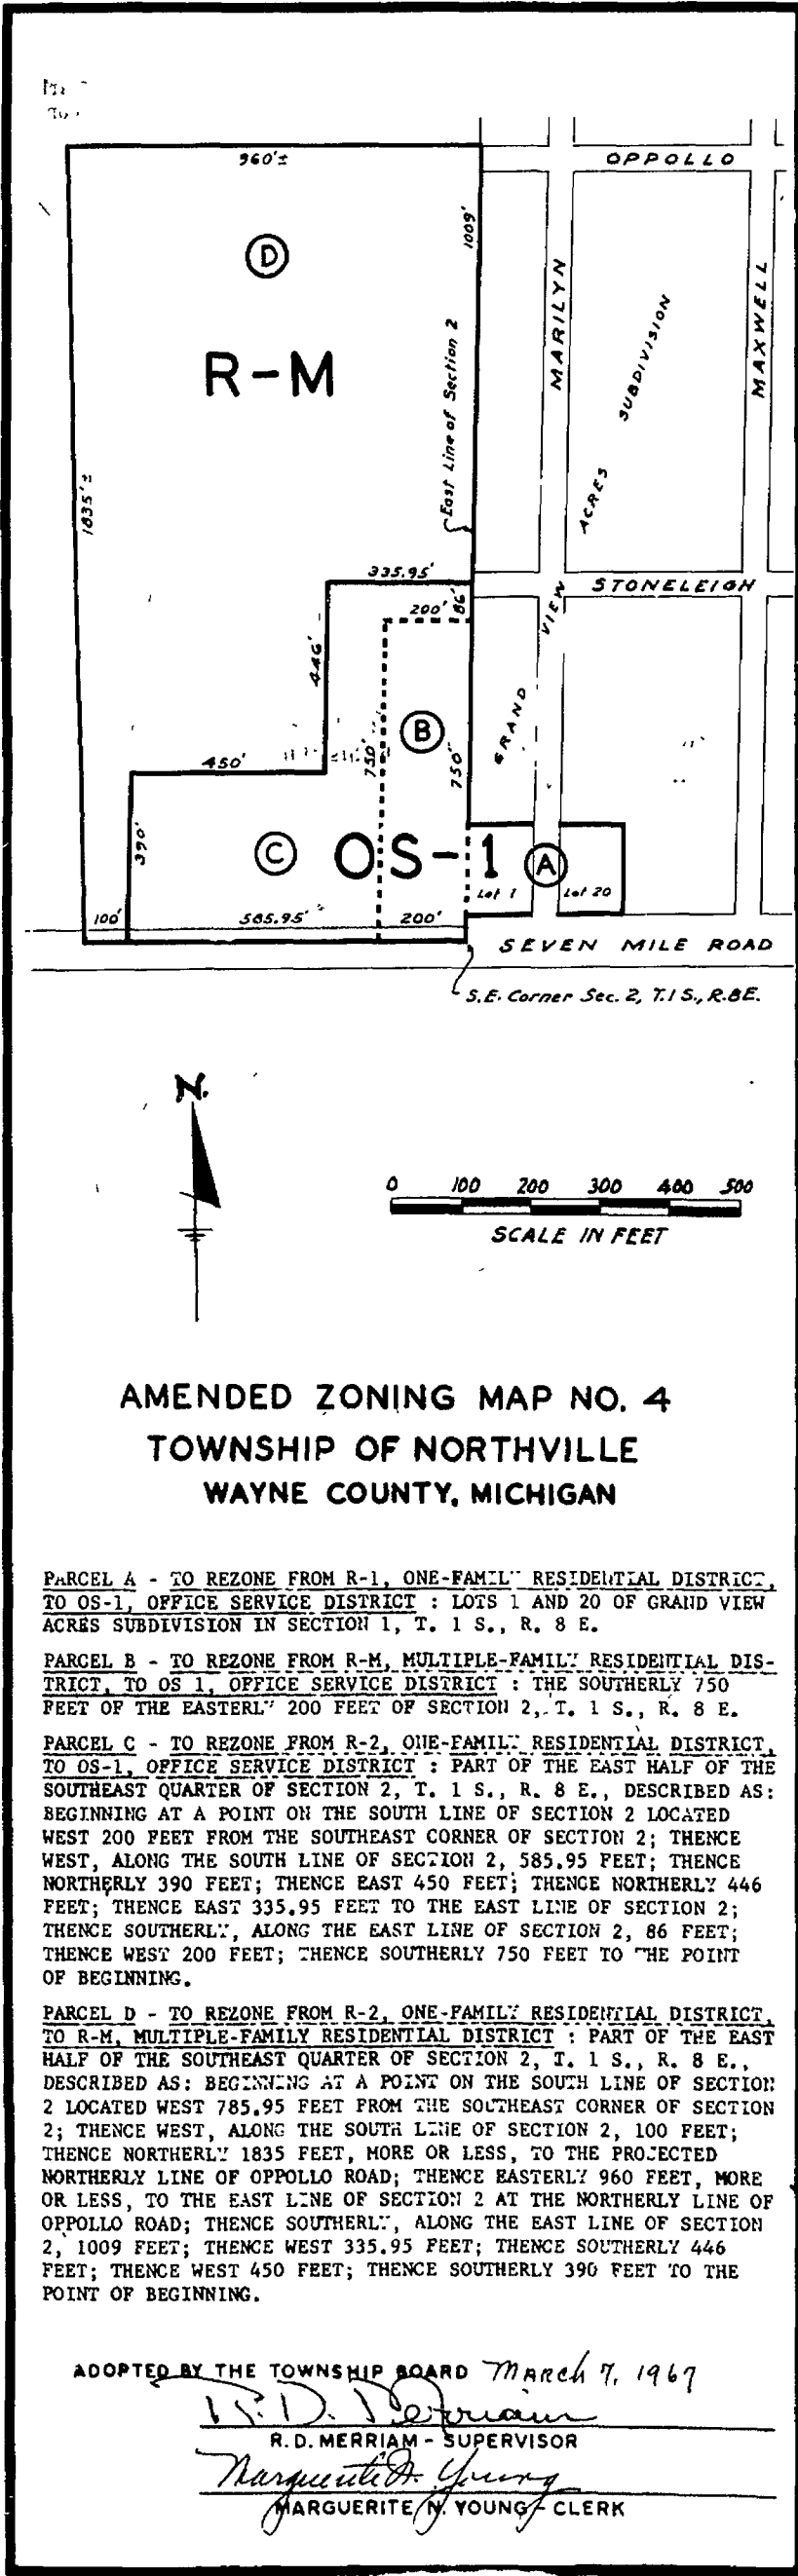 960'±
OPPOLLO
D
1009'
R-M
East Line of Section 2
MARILYN
SUBDIVISION
MAXWELL
1835'±
ACRES
335.95'
STONELEIGH
200'
86'
VIEW
446'
GRAND
B
450'
750'
750'
390'
C
OS-1
A
Lot 1
Lot 20
100'
585.95'
200'
SEVEN MILE ROAD
S.E. Corner Sec. 2, T.1S., R.8E.
N.
0 100 200 300 400 500
SCALE IN FEET
AMENDED ZONING MAP NO. 4
TOWNSHIP OF NORTHVILLE
WAYNE COUNTY, MICHIGAN
PARCEL A - TO REZONE FROM R-1, ONE-FAMILY RESIDENTIAL DISTRICT,
TO OS-1, OFFICE SERVICE DISTRICT : LOTS 1 AND 20 OF GRAND VIEW
ACRES SUBDIVISION IN SECTION 1, T. 1 S., R. 8 E.
PARCEL B - TO REZONE FROM R-M, MULTIPLE-FAMILY RESIDENTIAL DIS-
TRICT, TO OS 1, OFFICE SERVICE DISTRICT : THE SOUTHERLY 750
FEET OF THE EASTERLY 200 FEET OF SECTION 2, T. 1 S., R. 8 E.
PARCEL C - TO REZONE FROM R-2, ONE-FAMILY RESIDENTIAL DISTRICT,
TO OS-1, OFFICE SERVICE DISTRICT : PART OF THE EAST HALF OF THE
SOUTHEAST QUARTER OF SECTION 2, T. 1 S., R. 8 E., DESCRIBED AS:
BEGINNING AT A POINT ON THE SOUTH LINE OF SECTION 2 LOCATED
WEST 200 FEET FROM THE SOUTHEAST CORNER OF SECTION 2; THENCE
WEST, ALONG THE SOUTH LINE OF SECTION 2, 585.95 FEET; THENCE
NORTHERLY 390 FEET; THENCE EAST 450 FEET; THENCE NORTHERLY 446
FEET; THENCE EAST 335.95 FEET TO THE EAST LINE OF SECTION 2;
THENCE SOUTHERLY, ALONG THE EAST LINE OF SECTION 2, 86 FEET;
THENCE WEST 200 FEET; THENCE SOUTHERLY 750 FEET TO THE POINT
OF BEGINNING.
PARCEL D - TO REZONE FROM R-2, ONE-FAMILY RESIDENTIAL DISTRICT,
TO R-M, MULTIPLE-FAMILY RESIDENTIAL DISTRICT : PART OF THE EAST
HALF OF THE SOUTHEAST QUARTER OF SECTION 2, T. 1 S., R. 8 E.,
DESCRIBED AS: BEGINNING AT A POINT ON THE SOUTH LINE OF SECTION
2 LOCATED WEST 785.95 FEET FROM THE SOUTHEAST CORNER OF SECTION
2; THENCE WEST, ALONG THE SOUTH LINE OF SECTION 2, 100 FEET;
THENCE NORTHERLY 1835 FEET, MORE OR LESS, TO THE PROJECTED
NORTHERLY LINE OF OPPOLLO ROAD; THENCE EASTERLY 960 FEET, MORE
OR LESS, TO THE EAST LINE OF SECTION 2 AT THE NORTHERLY LINE OF
OPPOLLO ROAD; THENCE SOUTHERLY, ALONG THE EAST LINE OF SECTION
2, 1009 FEET; THENCE WEST 335.95 FEET; THENCE SOUTHERLY 446
FEET; THENCE WEST 450 FEET; THENCE SOUTHERLY 390 FEET TO THE
POINT OF BEGINNING.
ADOPTED BY THE TOWNSHIP BOARD March 7, 1967
R. D. Merriam
R. D. MERRIAM - SUPERVISOR
Marguerite N. Young
MARGUERITE N. YOUNG - CLERK